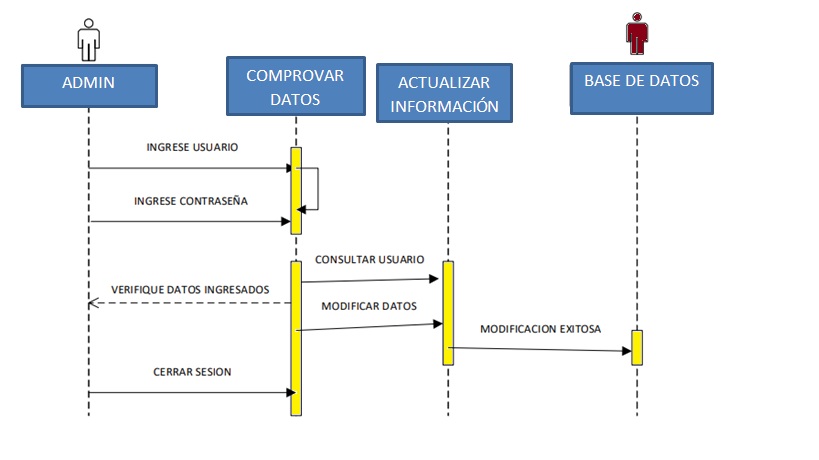 ADMIN
COMPROVAR
DATOS
ACTUALIZAR
INFORMACIÓN
BASE DE DATOS
INGRESE USUARIO
INGRESE CONTRASEÑA
CONSULTAR USUARIO
VERIFIQUE DATOS INGRESADOS
MODIFICAR DATOS
MODIFICACION EXITOSA
CERRAR SESION